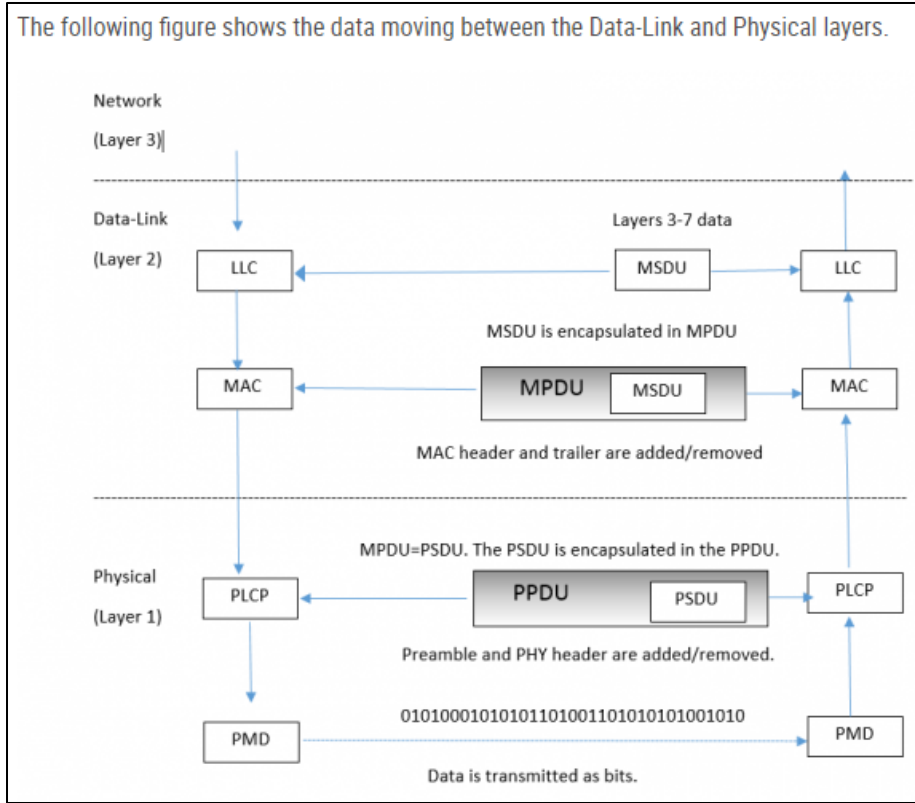 The following figure shows the data moving between the Data-Link and Physical layers.
Network
(Layer 3)
Data-Link
Layers 3-7 data
(Layer 2)
LLC
MSDU
LLC
MSDU is encapsulated in MPDU
MAC
MPDU
MSDU
MAC
MAC header and trailer are added/removed
MPDU=PSDU. The PSDU is encapsulated in the PPDU.
Physical
(Layer 1)
PLCP
PPDU
PSDU
PLCP
Preamble and PHY header are added/removed.
01010001010101101001101010101001010
PMD
PMD
Data is transmitted as bits.